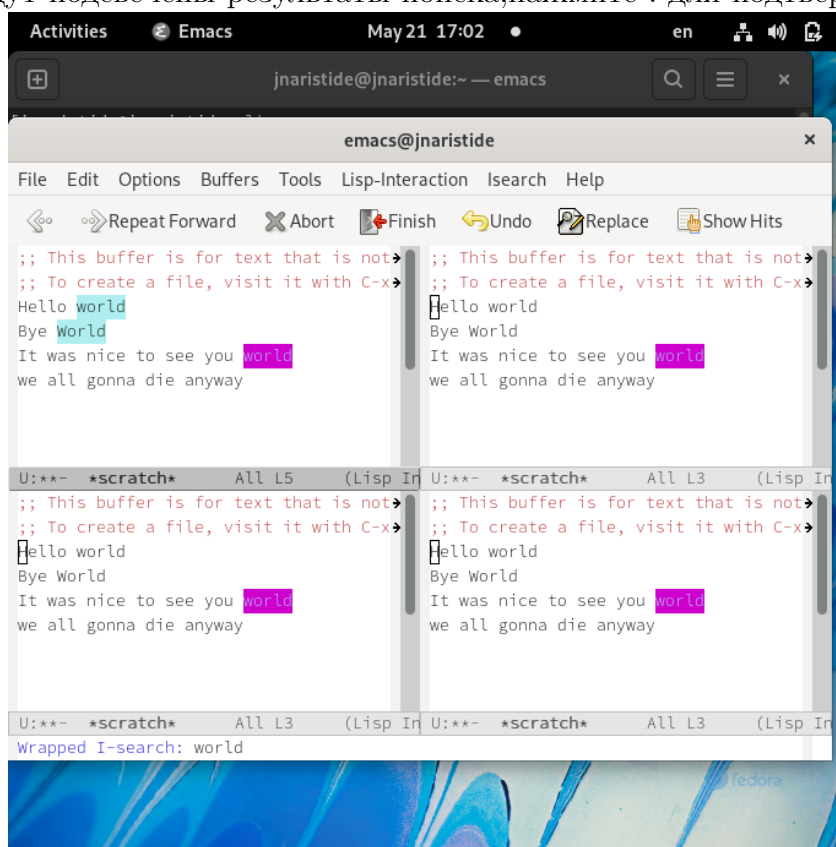 подсвечены результаты поиска,нажмите . Для
Activities Emacs May 21 17:02 en
jnaristide@jnaristide:~ — emacs
emacs@jnaristide
File Edit Options Buffers Tools Lisp-Interaction Isearch Help
Repeat Forward Abort Finish Undo Replace Show Hits
;; This buffer is for text that is not
;; To create a file, visit it with C-x
Hello world
Bye World
It was nice to see you world
we all gonna die anyway
U:**- *scratch* All L5 (Lisp In
;; This buffer is for text that is not
;; To create a file, visit it with C-x
Hello world
Bye World
It was nice to see you world
we all gonna die anyway
U:**- *scratch* All L3 (Lisp In
;; This buffer is for text that is not
;; To create a file, visit it with C-x
Hello world
Bye World
It was nice to see you world
we all gonna die anyway
U:**- *scratch* All L3 (Lisp In
;; This buffer is for text that is not
;; To create a file, visit it with C-x
Hello world
Bye World
It was nice to see you world
we all gonna die anyway
U:**- *scratch* All L3 (Lisp In
Wrapped I-search: world
fedora